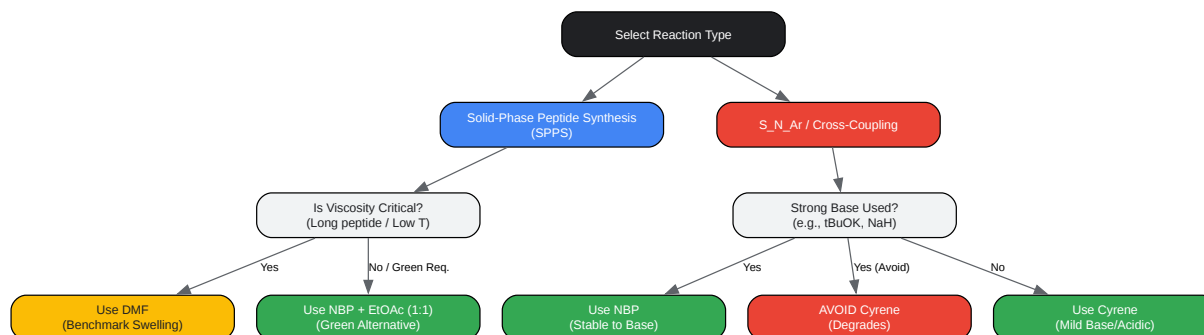 Select Reaction Type
Solid-Phase Peptide Synthesis
(SPPS)
S_N_Ar / Cross-Coupling
Is Viscosity Critical?
(Long peptide / Low T)
Strong Base Used?
(e.g., tBuOK, NaH)
Yes
No / Green Req.
Yes
Yes (Avoid)
No
Use DMF
(Benchmark Swelling)
Use NBP + EtOAc (1:1)
(Green Alternative)
Use NBP
(Stable to Base)
AVOID Cyrene
(Degrades)
Use Cyrene
(Mild Base/Acidic)